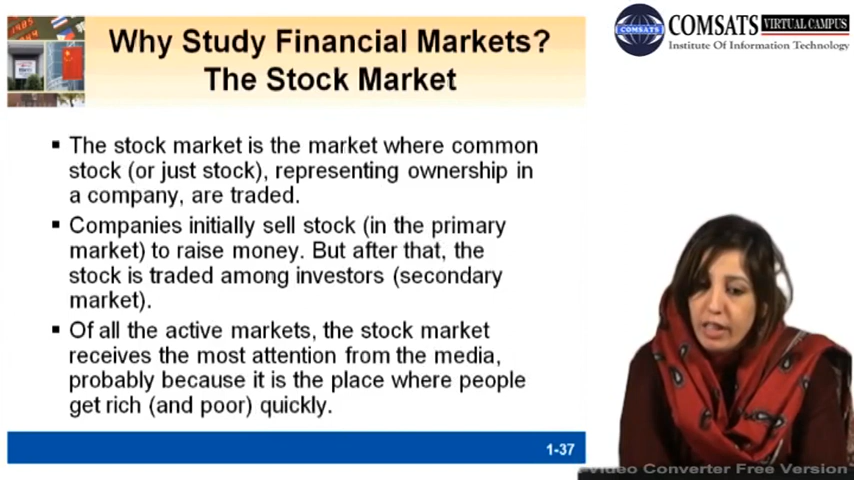 Why Study Financial Markets?
The Stock Market
COMSATS VIRTUAL CAMPUS
Institute Of Information Technology
COMSATS
▪ The stock market is the market where common
stock (or just stock), representing ownership in
a company, are traded.
▪ Companies initially sell stock (in the primary
market) to raise money. But after that, the
stock is traded among investors (secondary
market).
▪ Of all the active markets, the stock market
receives the most attention from the media,
probably because it is the place where people
get rich (and poor) quickly.
1-37
Video Converter Free Version